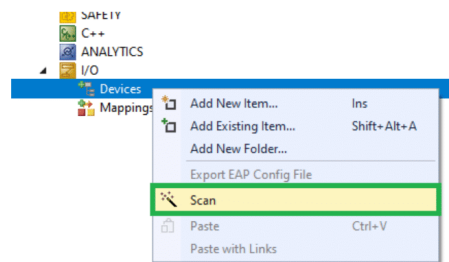 SAFETY
C++
ANALYTICS
I/O
Devices
Mappings
Add New Item... Ins
Add Existing Item... Shift+Alt+A
Add New Folder...
Export EAP Config File
Scan
Paste Ctrl+V
Paste with Links